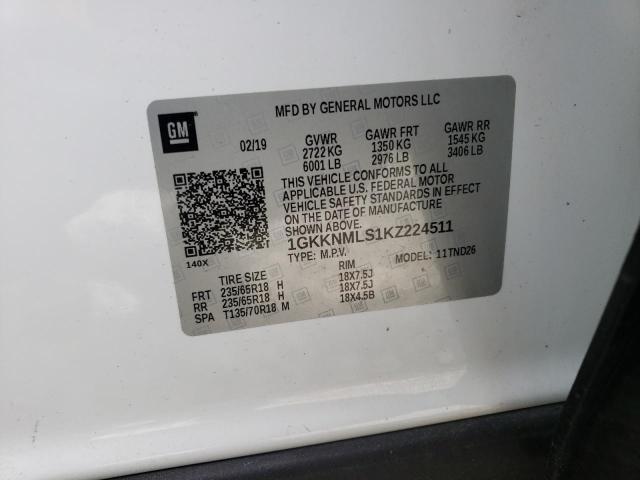 GM
MFD BY GENERAL MOTORS LLC
02/19 GVWR GAWR FRT GAWR RR
2722 KG 1350 KG 1545 KG
6001 LB 2976 LB 3406 LB
THIS VEHICLE CONFORMS TO ALL
APPLICABLE U.S. FEDERAL MOTOR
VEHICLE SAFETY STANDARDS IN EFFECT
ON THE DATE OF MANUFACTURE
SHOWN ABOVE.
1GKKNMLS1KZ224511
140X TYPE: M.P.V. MODEL: 11TND26
TIRE SIZE RIM
FRT 235/65R18 H 18X7.5J
RR 235/65R18 H 18X7.5J
SPA T135/70R18 M 18X4.5B